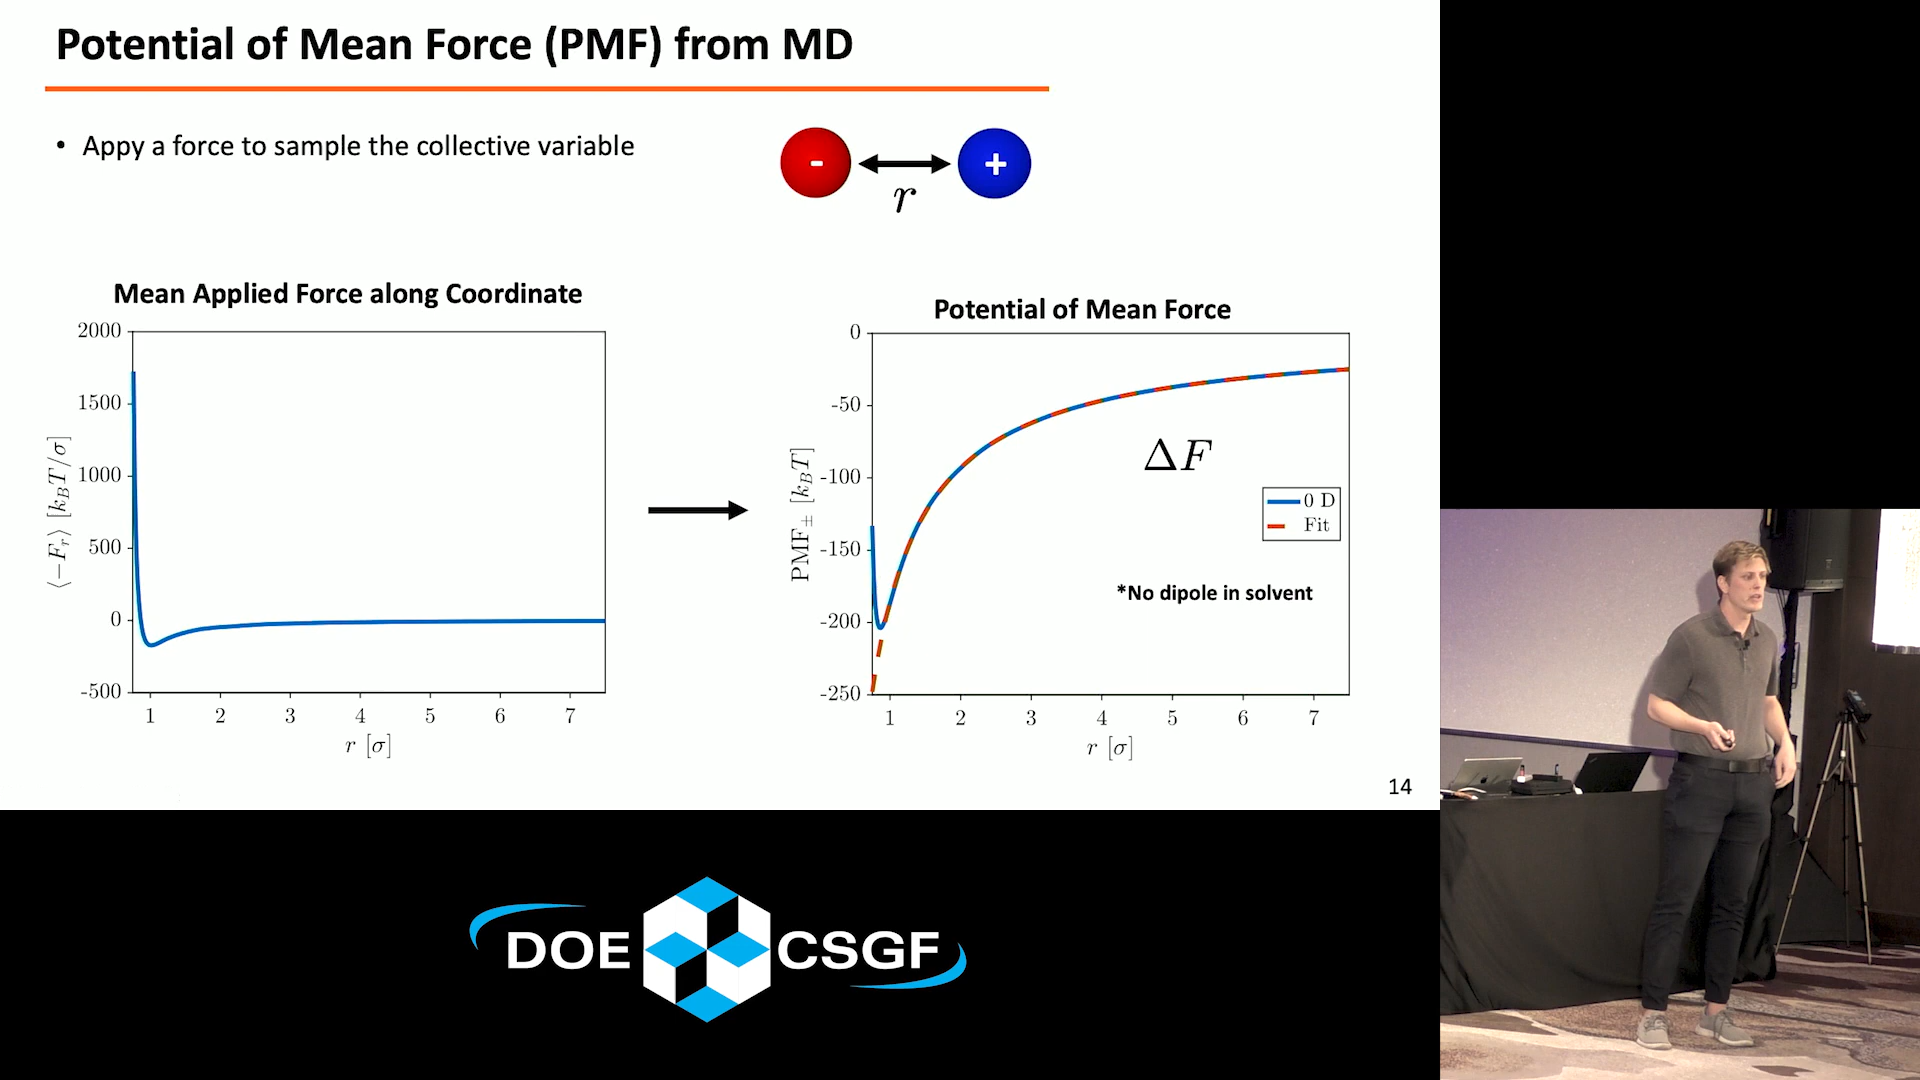 Potential of Mean Force (PMF) from MD
• Appy a force to sample the collective variable
- +
r
Mean Applied Force along Coordinate
2000
1500
1000
500
0
-500
⟨−F_r⟩ [k_BT/σ]
1 2 3 4 5 6 7
r [σ]
Potential of Mean Force
0
-50
-100
-150
-200
-250
PMF_± [k_BT]
ΔF
0 D
Fit
*No dipole in solvent
1 2 3 4 5 6 7
r [σ]
14
DOE CSGF